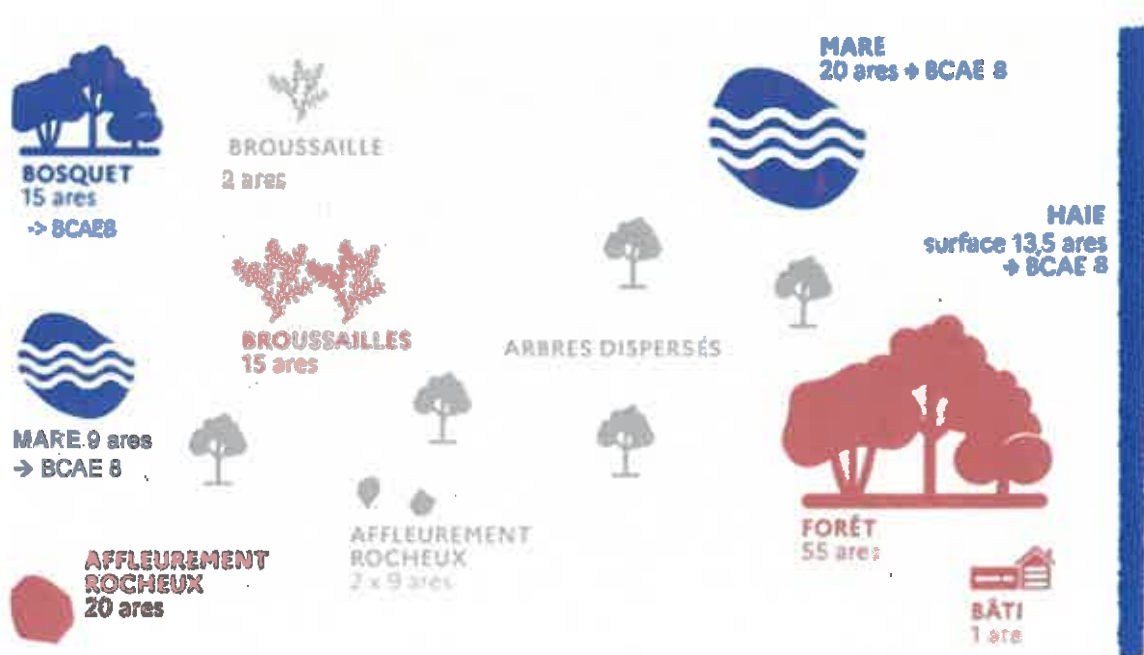 MARE
20 ares → BCAE 8
BROUSSAILLE
2 ares
BOSQUET
15 ares
-> BCAE8
HAIE
surface 13,5 ares
→ BCAE 8
BROUSSAILLES
15 ares
ARBRES DISPERSÉS
MARE 9 ares
→ BCAE 8
AFFLEUREMENT
ROCHEUX
2 x 9 ares
FORÊT
55 ares
AFFLEUREMENT
ROCHEUX
20 ares
BÂTI
1 are